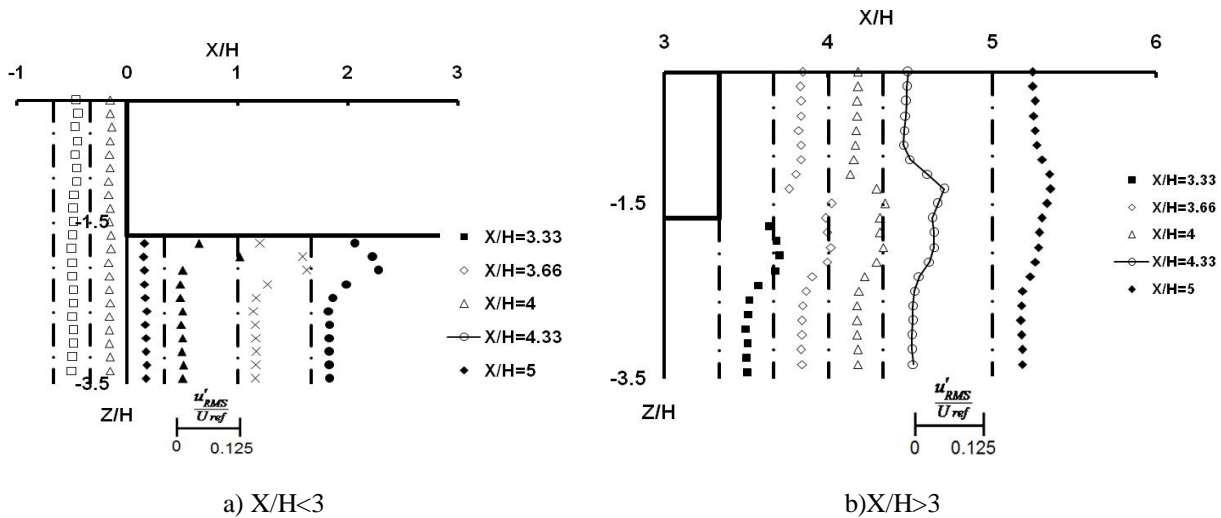 X/H
-1 0 1 2 3
-1.5
-3.5
Z/H
X/H=3.33
X/H=3.66
X/H=4
X/H=4.33
X/H=5
u'RMS
Uref
0 0.125
a) X/H<3
X/H
3 4 5 6
-1.5
-3.5
Z/H
X/H=3.33
X/H=3.66
X/H=4
X/H=4.33
X/H=5
u'RMS
Uref
0 0.125
b)X/H>3